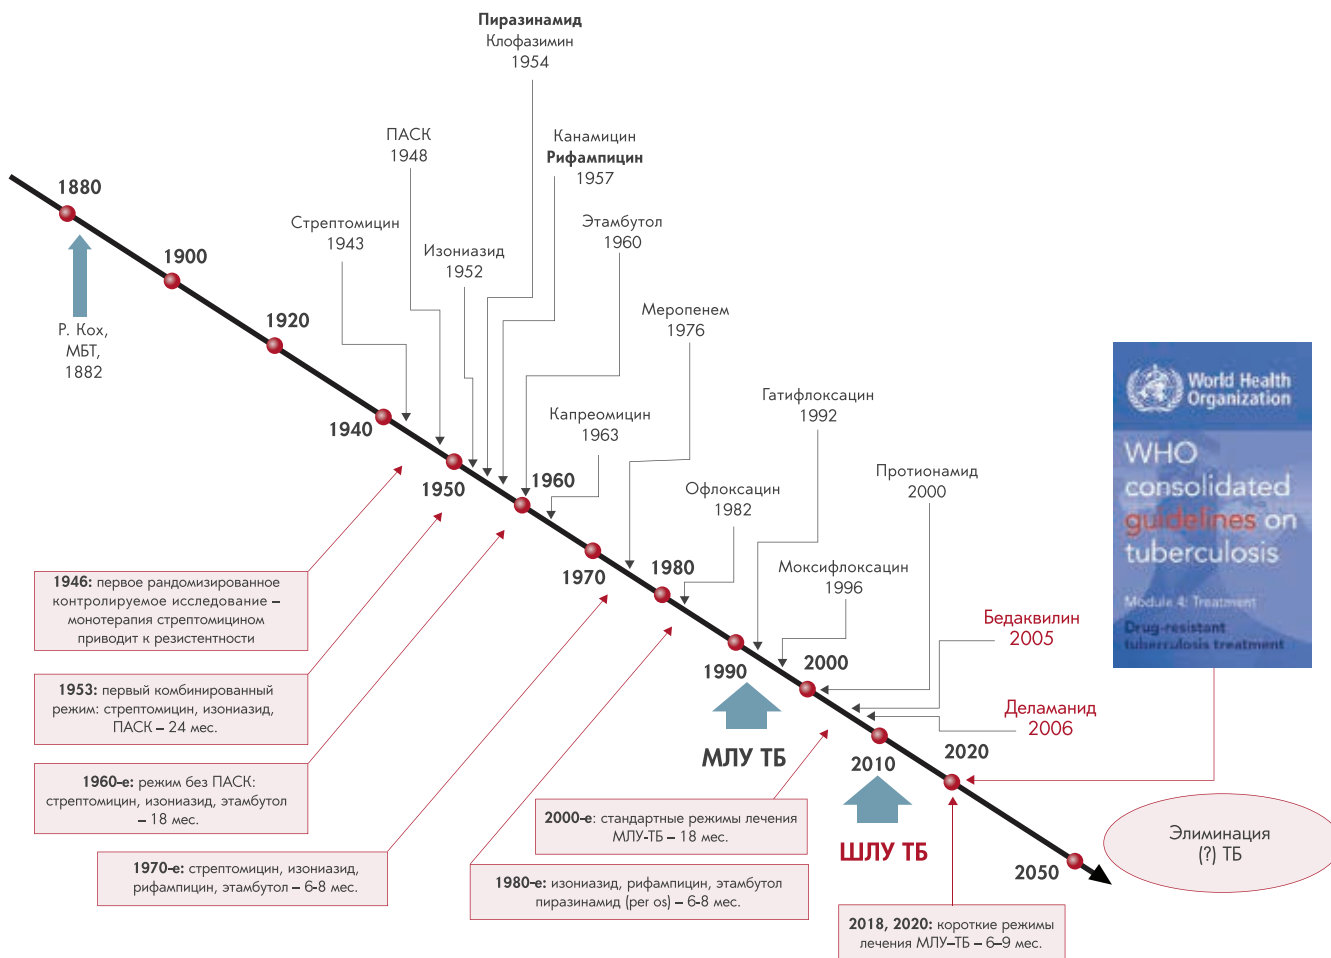 Пиразинамид
Клофазимин
1954
ПАСК
1948
Канамицин
Рифампицин
1957
1880
Стрептомицин
1943
Изониазид
1952
Этамбутол
1960
1900
Р. Кох,
МБТ,
1882
1920
Меропенем
1976
1940
Капреомицин
1963
Гатифлоксацин
1992
World Health
Organization
WHO
consolidated
guidelines on
tuberculosis
Module 4: Treatment
Drug-resistant
tuberculosis treatment
1950
1960
Офлоксацин
1982
Протионамид
2000
1970
1980
Моксифлоксацин
1996
1946: первое рандомизированное
контролируемое исследование –
монотерапия стрептомицином
приводит к резистентности
Бедаквилин
2005
1990
2000
1953: первый комбинированный
режим: стрептомицин, изониазид,
ПАСК – 24 мес.
Деламанид
2006
МЛУ ТБ
2010
2020
1960-е: режим без ПАСК:
стрептомицин, изониазид, этамбутол
– 18 мес.
2000-е: стандартные режимы лечения
МЛУ-ТБ – 18 мес.
ШЛУ ТБ
Элиминация
(?) ТБ
1970-е: стрептомицин, изониазид,
рифампицин, этамбутол – 6-8 мес.
1980-е: изониазид, рифампицин, этамбутол
пиразинамид (per os) – 6-8 мес.
2050
2018, 2020: короткие режимы
лечения МЛУ–ТБ – 6–9 мес.